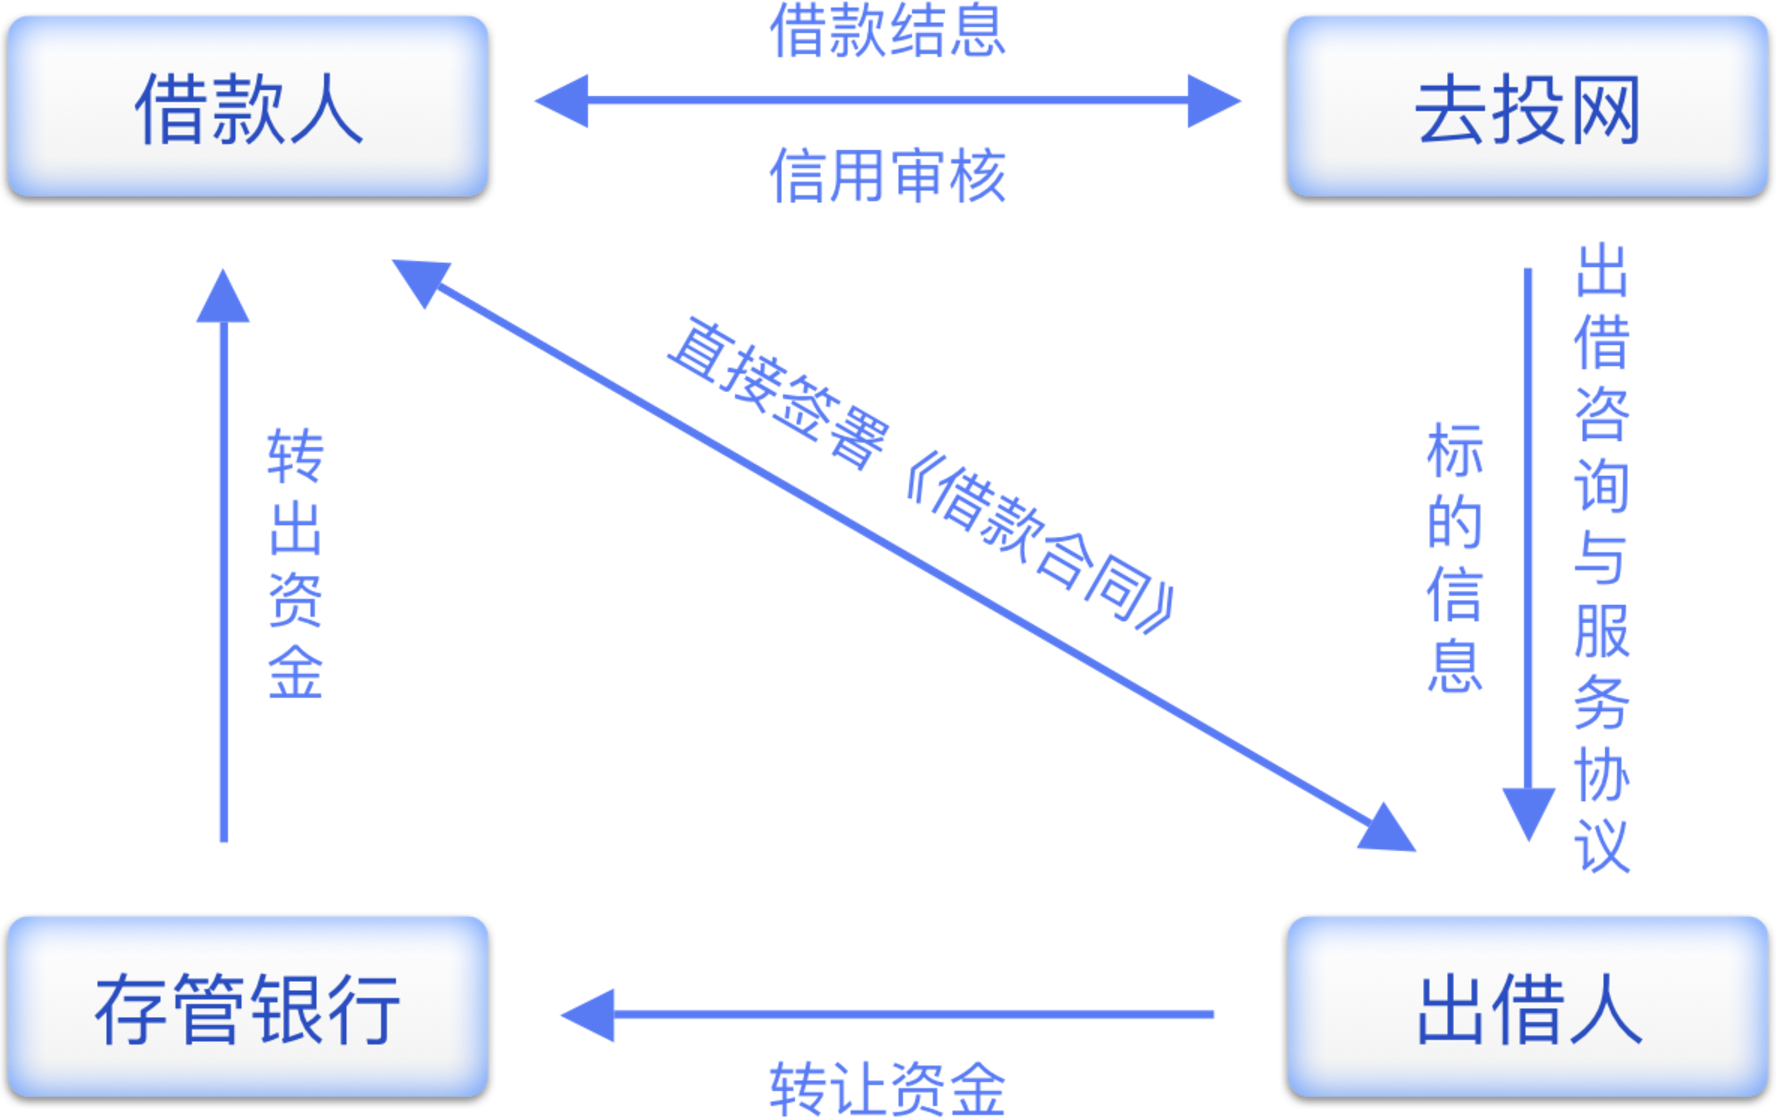 借款人
借款结息
信用审核
去投网
转出资金
直接签署《借款合同》
标的信息
出借咨询与服务协议
存管银行
转让资金
出借人